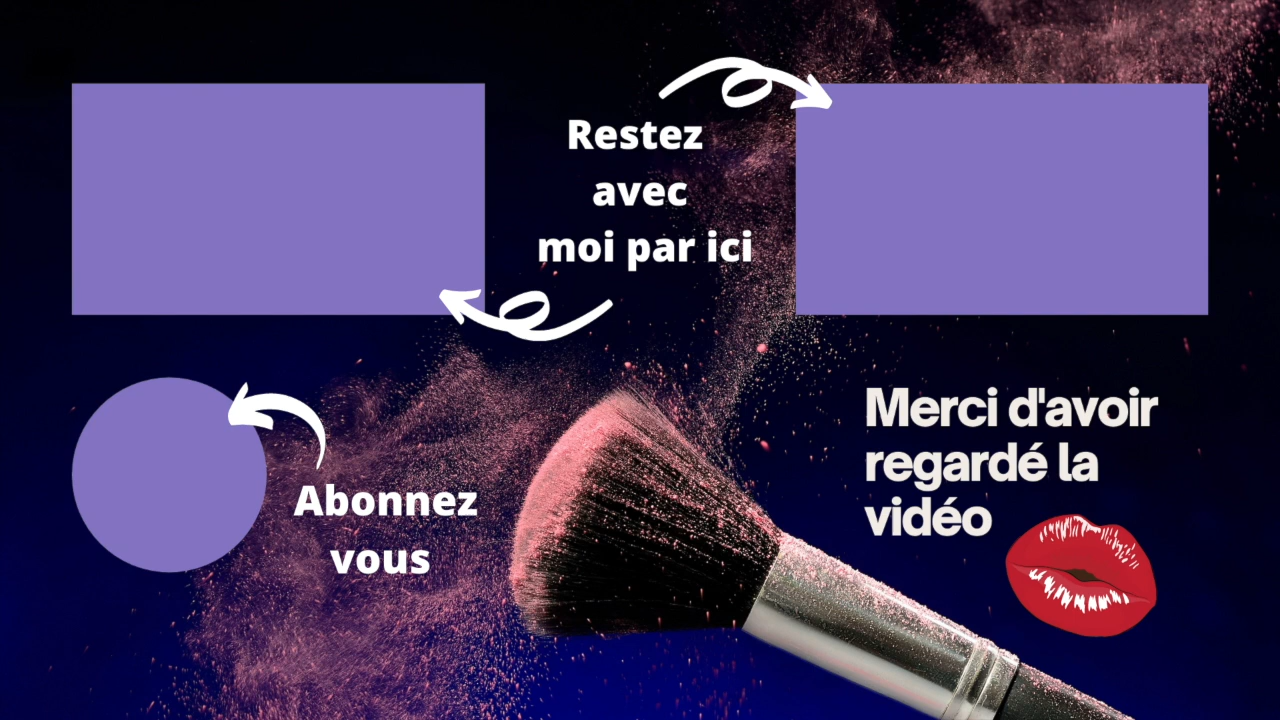 Restez
avec
moi par ici
Merci d'avoir
regardé la
vidéo
Abonnez
vous